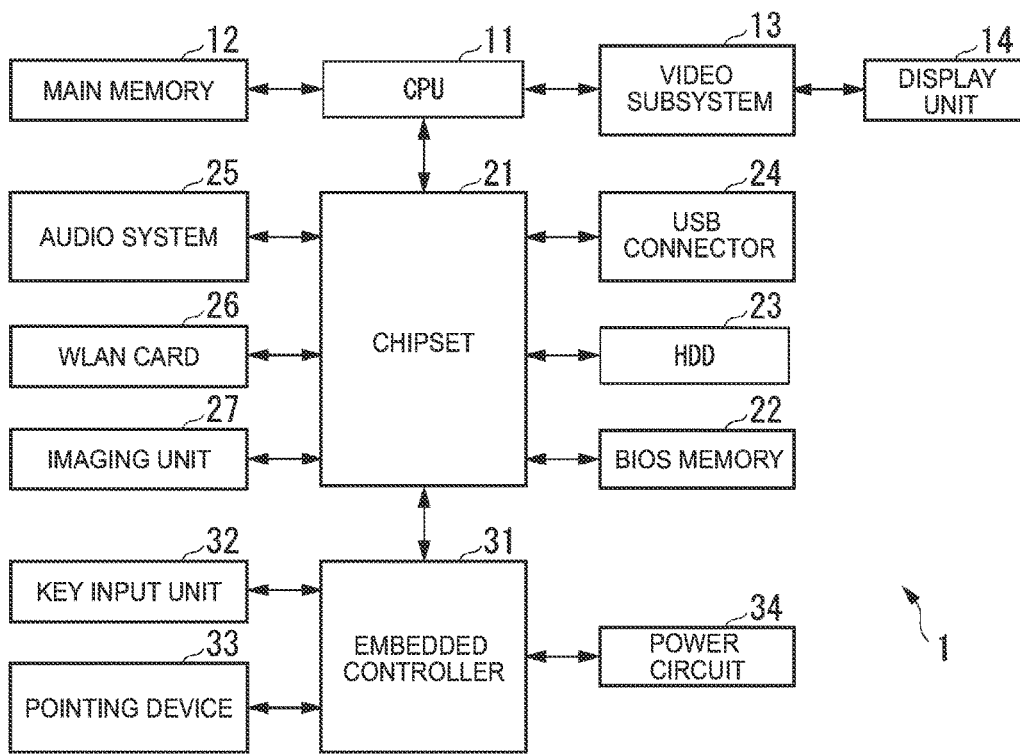 12
MAIN MEMORY
11
CPU
13
VIDEO
SUBSYSTEM
14
DISPLAY
UNIT
25
AUDIO SYSTEM
21
CHIPSET
24
USB
CONNECTOR
26
WLAN CARD
23
HDD
27
IMAGING UNIT
22
BIOS MEMORY
32
KEY INPUT UNIT
31
EMBEDDED
CONTROLLER
34
POWER
CIRCUIT
33
POINTING DEVICE
1